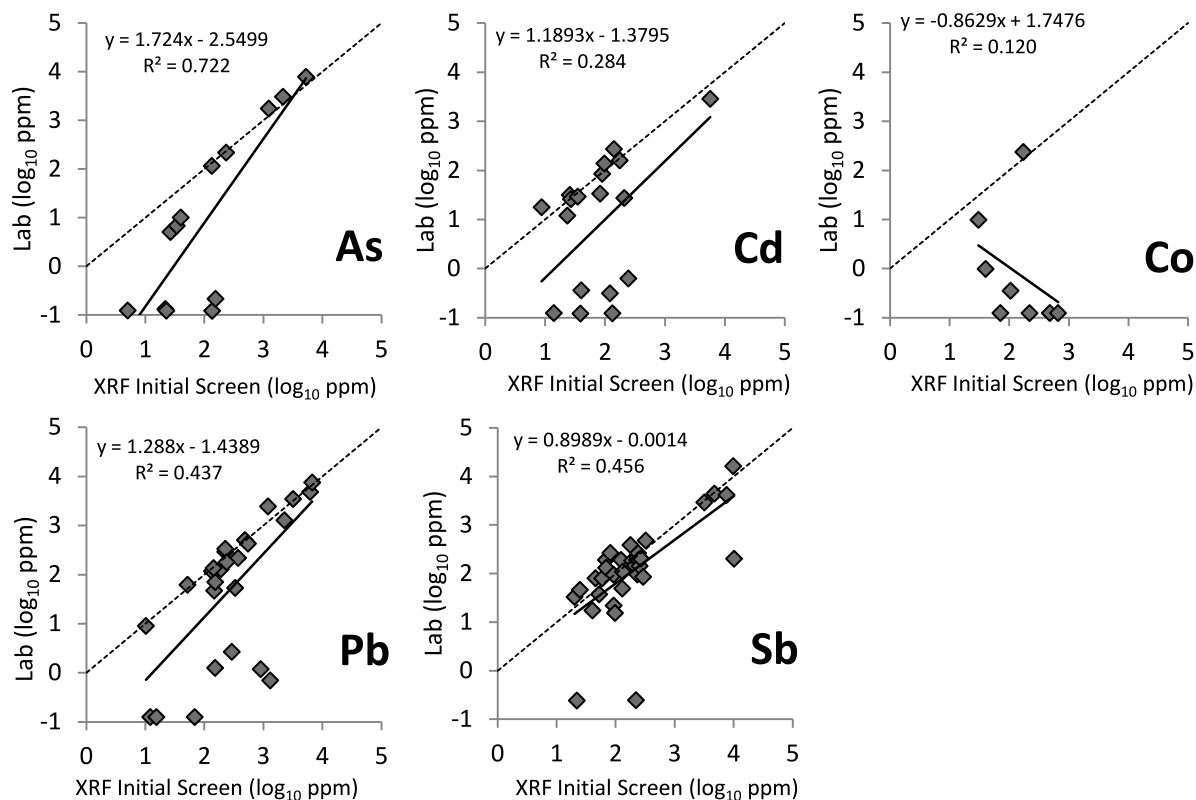 y = 1.724x - 2.5499
R² = 0.722
5
4
3
2
1
0
-1
Lab (log₁₀ ppm)
As
0 1 2 3 4 5
XRF Initial Screen (log₁₀ ppm)
y = 1.1893x - 1.3795
R² = 0.284
5
4
3
2
1
0
-1
Lab (log₁₀ ppm)
Cd
0 1 2 3 4 5
XRF Initial Screen (log₁₀ ppm)
y = -0.8629x + 1.7476
R² = 0.120
5
4
3
2
1
0
-1
Lab (log₁₀ ppm)
Co
0 1 2 3 4 5
XRF Initial Screen (log₁₀ ppm)
y = 1.288x - 1.4389
R² = 0.437
5
4
3
2
1
0
-1
Lab (log₁₀ ppm)
Pb
0 1 2 3 4 5
XRF Initial Screen (log₁₀ ppm)
y = 0.8989x - 0.0014
R² = 0.456
5
4
3
2
1
0
-1
Lab (log₁₀ ppm)
Sb
0 1 2 3 4 5
XRF Initial Screen (log₁₀ ppm)